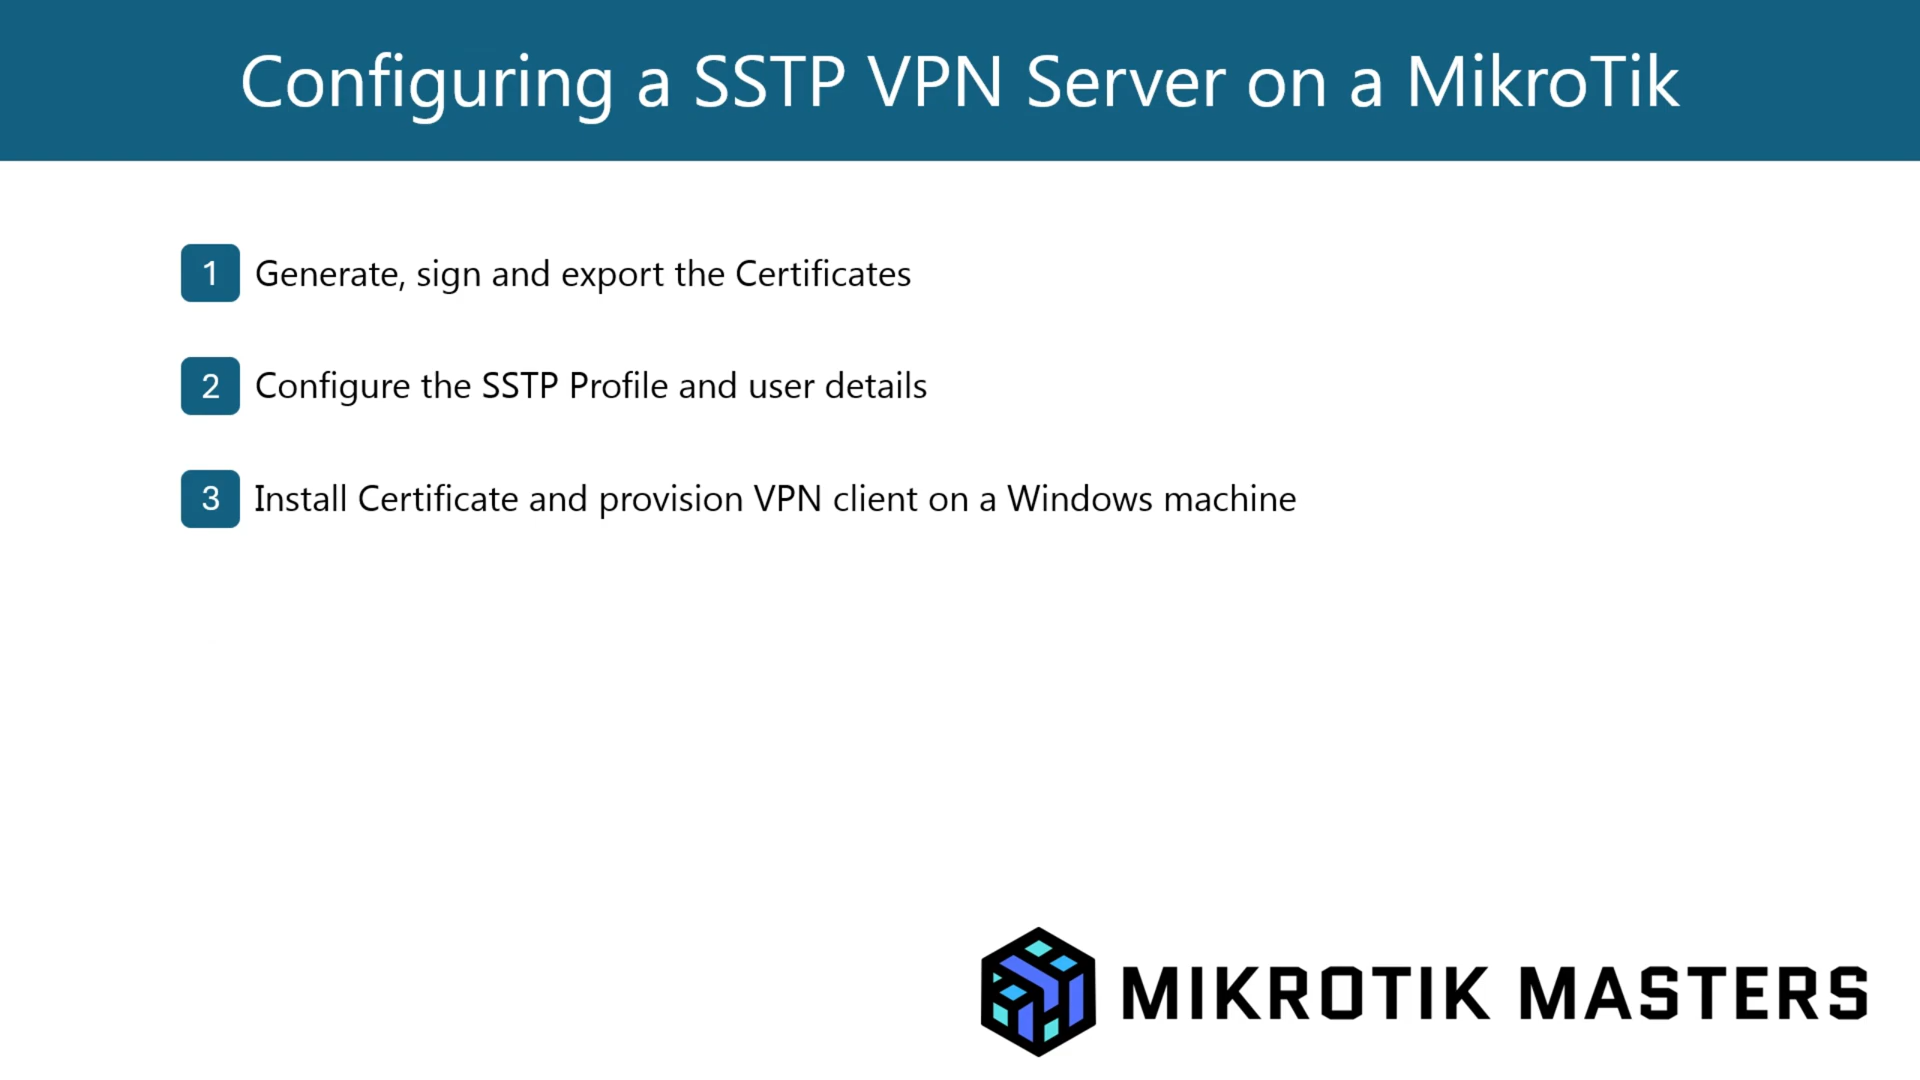 Configuring a SSTP VPN Server on a MikroTik
1 Generate, sign and export the Certificates
2 Configure the SSTP Profile and user details
3 Install Certificate and provision VPN client on a Windows machine
MIKROTIK MASTERS